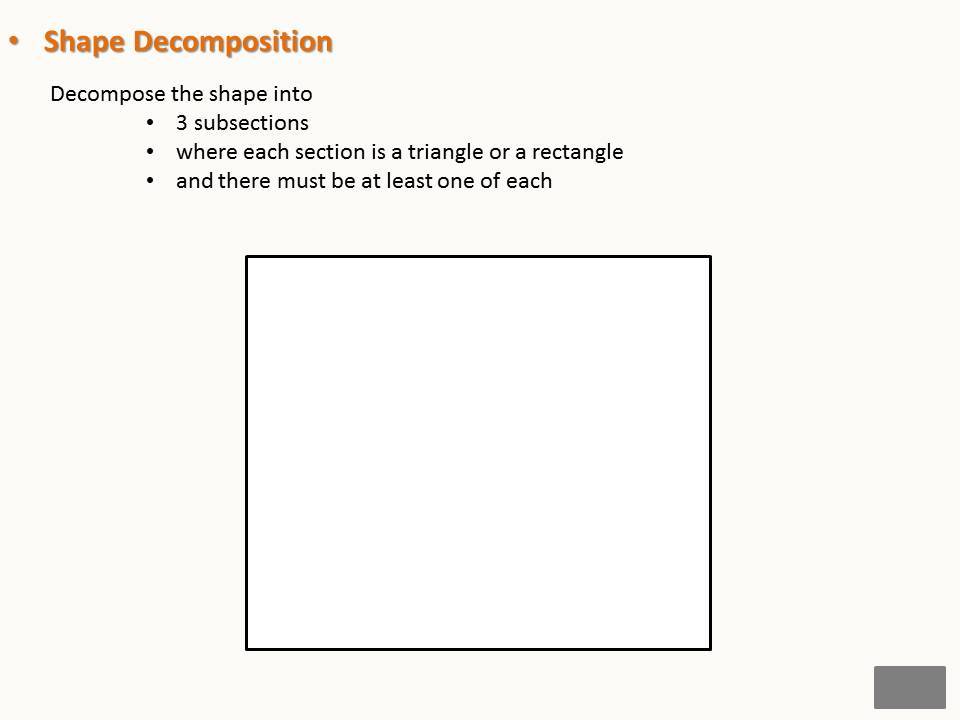 • Shape Decomposition
Decompose the shape into
• 3 subsections
• where each section is a triangle or a rectangle
• and there must be at least one of each